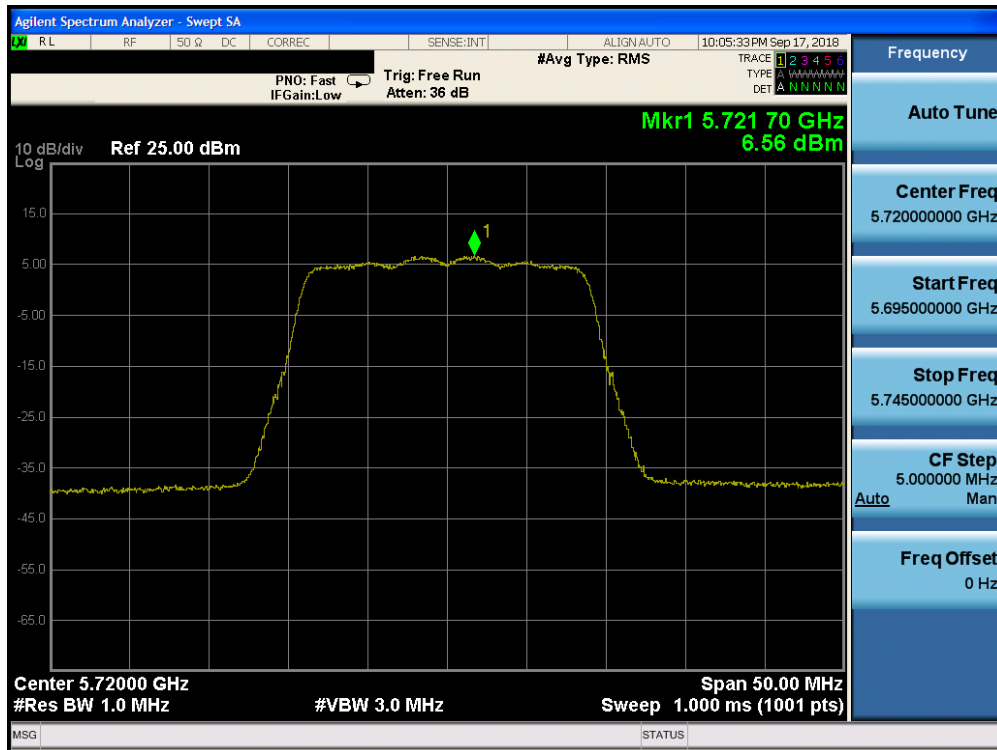 Agilent Spectrum Analyzer - Swept SA
LXI RL RF 50 Ω DC CORREC SENSE:INT ALIGN AUTO 10:05:33 PM Sep 17, 2018
Frequency
PNO: Fast
IFGain:Low
Trig: Free Run
Atten: 36 dB
#Avg Type: RMS
TRACE 1 2 3 4 5 6
TYPE A WWWWW
DET A N N N N N
Auto Tune
Mkr1 5.721 70 GHz
6.56 dBm
10 dB/div Ref 25.00 dBm
Log
15.0
5.00
-5.00
-15.0
-25.0
-35.0
-45.0
-55.0
-65.0
1
Center Freq
5.720000000 GHz
Start Freq
5.695000000 GHz
Stop Freq
5.745000000 GHz
CF Step
5.000000 MHz
Auto Man
Freq Offset
0 Hz
Center 5.72000 GHz Span 50.00 MHz
#Res BW 1.0 MHz #VBW 3.0 MHz Sweep 1.000 ms (1001 pts)
MSG STATUS